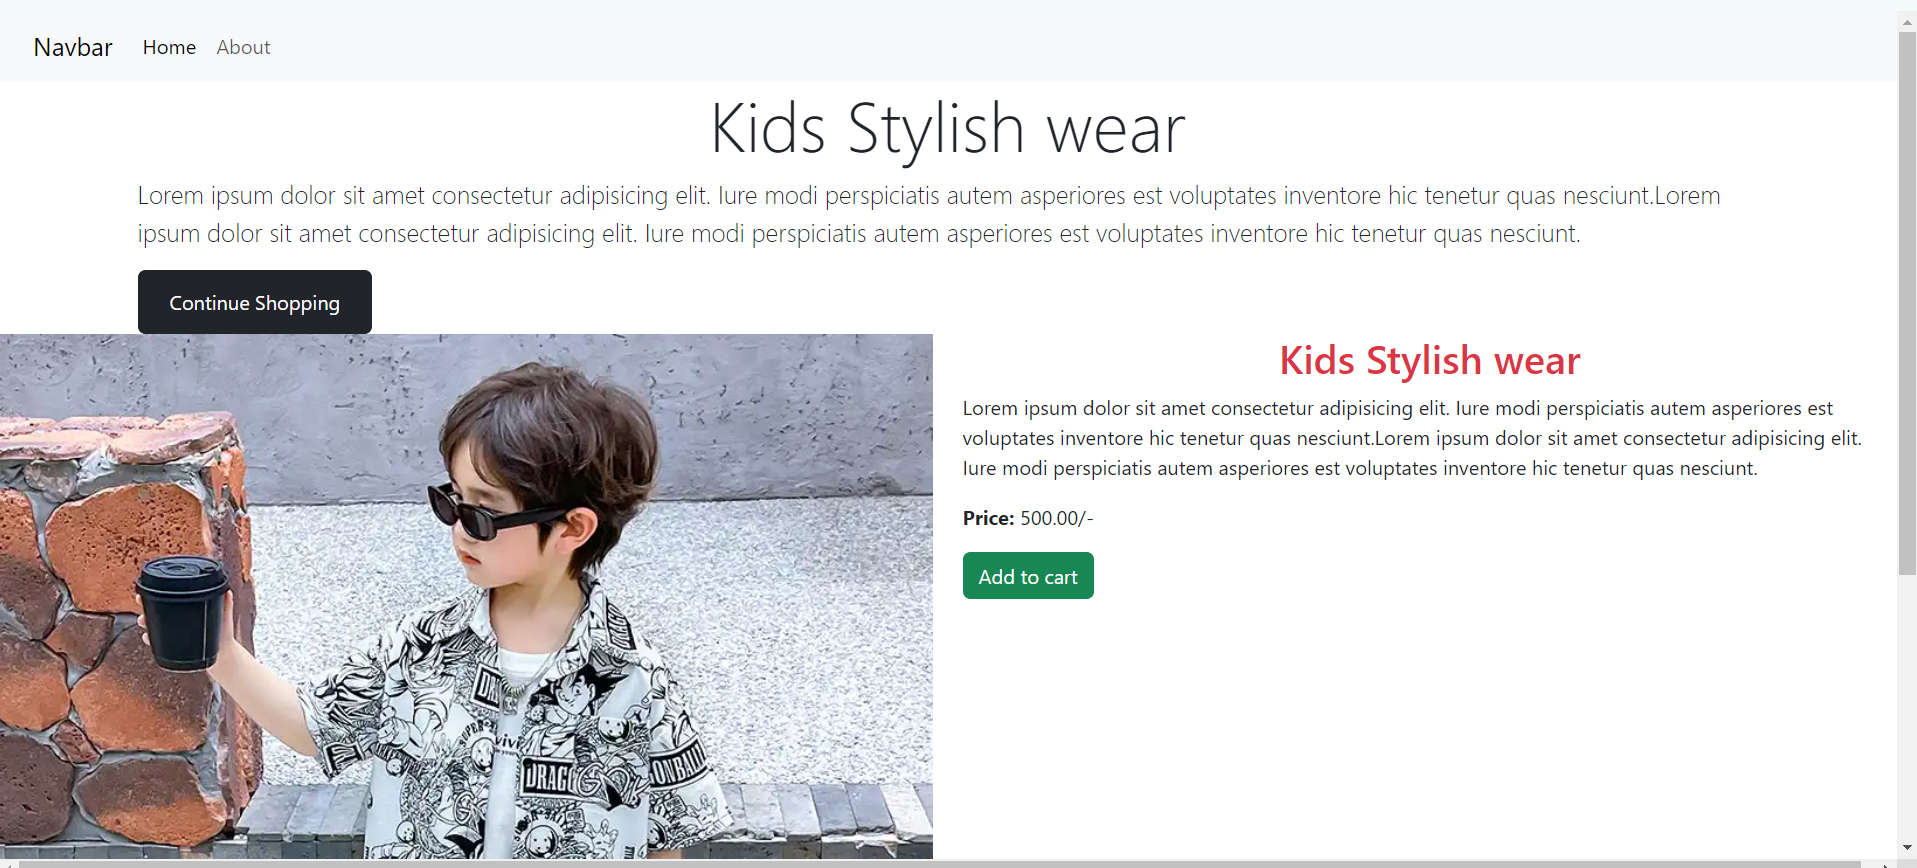 Navbar Home About
Kids Stylish wear
Lorem ipsum dolor sit amet consectetur adipisicing elit. Iure modi perspiciatis autem asperiores est voluptates inventore hic tenetur quas nesciunt.Lorem
ipsum dolor sit amet consectetur adipisicing elit. Iure modi perspiciatis autem asperiores est voluptates inventore hic tenetur quas nesciunt.
Continue Shopping
Kids Stylish wear
Lorem ipsum dolor sit amet consectetur adipisicing elit. Iure modi perspiciatis autem asperiores est
voluptates inventore hic tenetur quas nesciunt.Lorem ipsum dolor sit amet consectetur adipisicing elit.
Iure modi perspiciatis autem asperiores est voluptates inventore hic tenetur quas nesciunt.
Price: 500.00/-
Add to cart